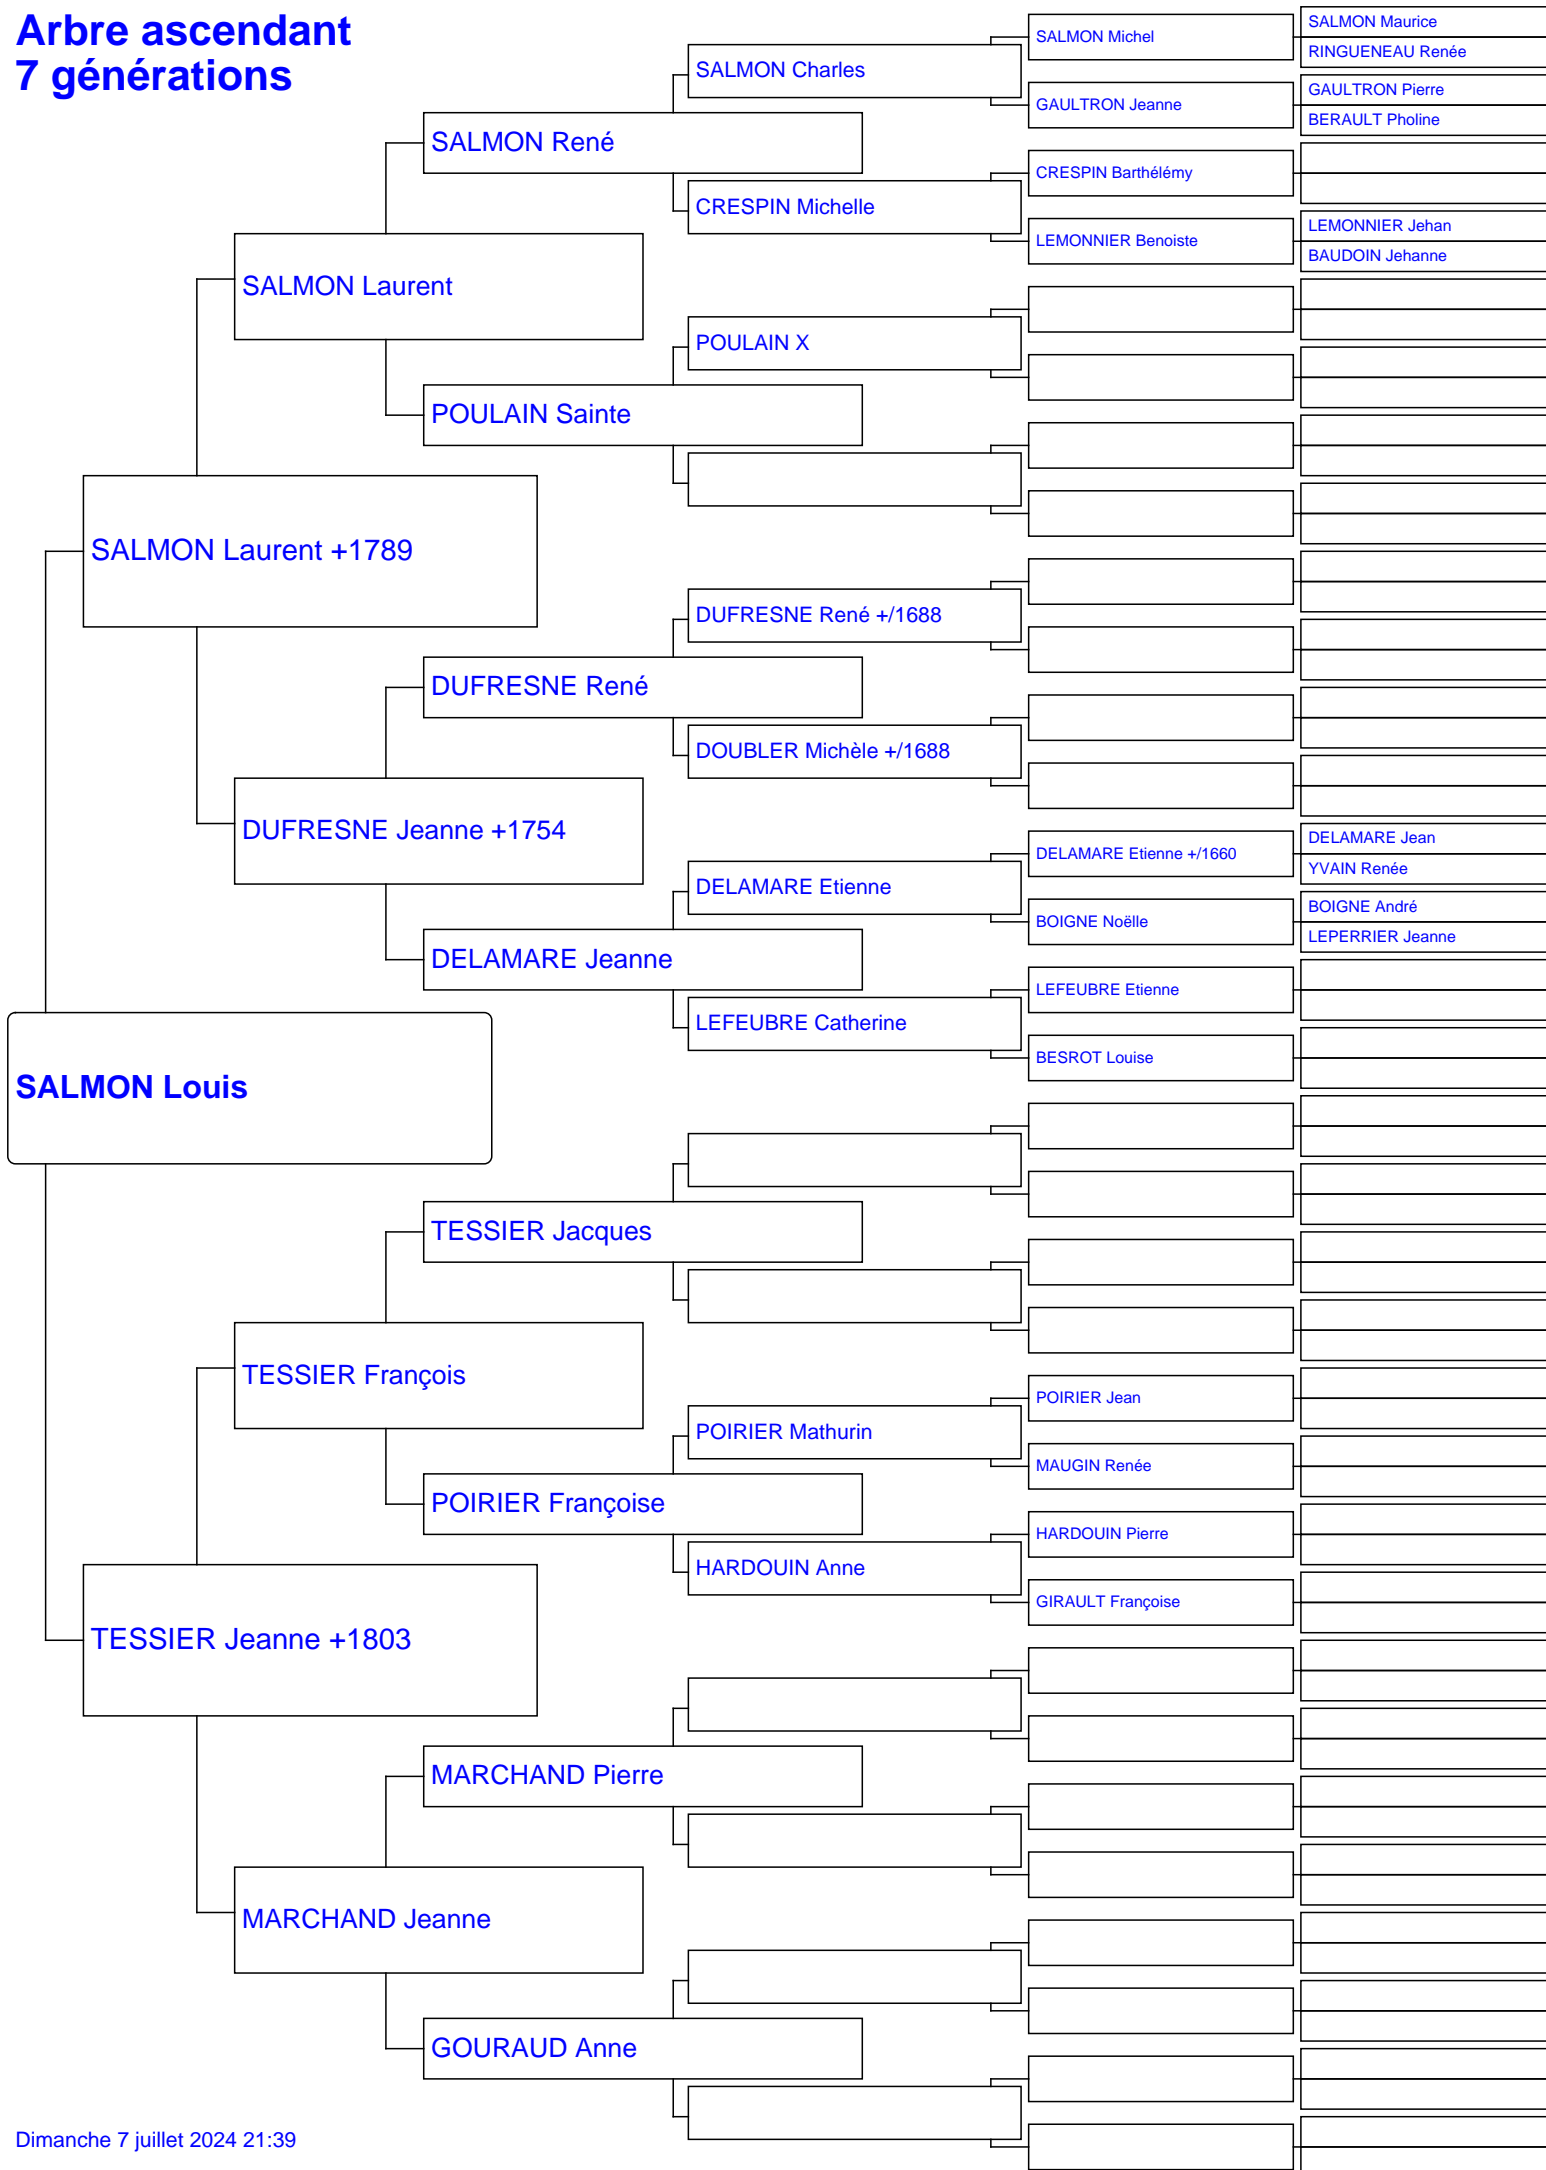 Arbre ascendant
7 générations
SALMON Louis
SALMON Laurent +1789
TESSIER Jeanne +1803
SALMON Laurent
DUFRESNE Jeanne +1754
TESSIER François
MARCHAND Jeanne
SALMON René
POULAIN Sainte
DUFRESNE René
DELAMARE Jeanne
TESSIER Jacques
POIRIER Françoise
MARCHAND Pierre
GOURAUD Anne
SALMON Charles
CRESPIN Michelle
POULAIN X
DUFRESNE René +/1688
DOUBLER Michèle +/1688
DELAMARE Etienne
LEFEUBRE Catherine
POIRIER Mathurin
HARDOUIN Anne
SALMON Michel
GAULTRON Jeanne
CRESPIN Barthélémy
LEMONNIER Benoiste
DELAMARE Etienne +/1660
BOIGNE Noëlle
LEFEUBRE Etienne
BESROT Louise
POIRIER Jean
MAUGIN Renée
HARDOUIN Pierre
GIRAULT Françoise
SALMON Maurice
RINGUENEAU Renée
GAULTRON Pierre
BERAULT Pholine
LEMONNIER Jehan
BAUDOIN Jehanne
DELAMARE Jean
YVAIN Renée
BOIGNE André
LEPERRIER Jeanne
Dimanche 7 juillet 2024 21:39